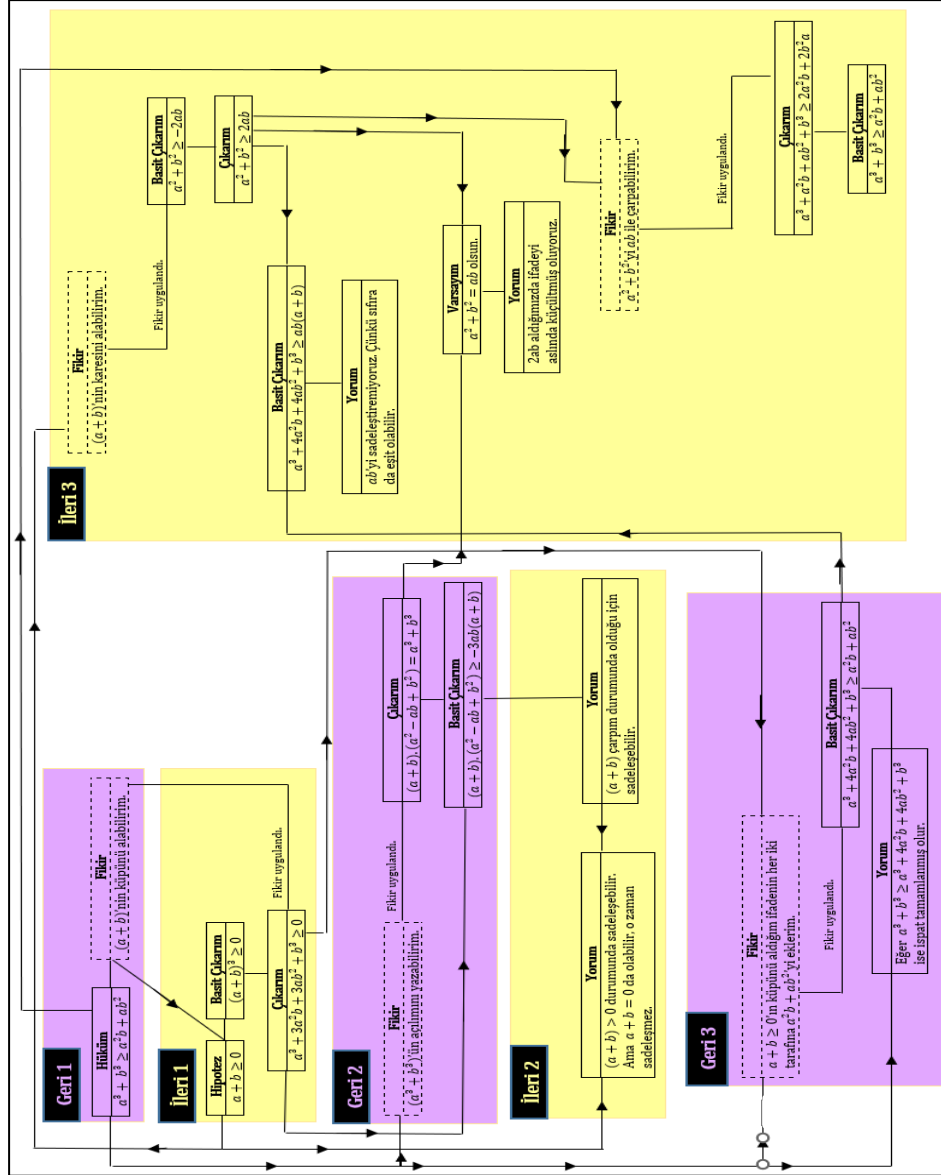 Geri 1
Hüküm
a³ + b³ ≥ a²b + ab²
Fikir
(a + b)'nin küpünü alabilirim.
İleri 1
Hipotez
a + b ≥ 0
Basit Çıkarım
(a + b)³ ≥ 0
Çıkarım
a³ + 3a²b + 3ab² + b³ ≥ 0
Fikir uygulandı.
Geri 2
Fikir
(a³ + b³)'ün açılımını yazabilirim.
Fikir uygulandı.
Çıkarım
(a + b). (a² − ab + b²) = a³ + b³
Basit Çıkarım
(a + b). (a² − ab + b²) ≥ −3ab(a + b)
İleri 2
Yorum
(a + b) > 0 durumunda sadeleşebilir.
Ama a + b = 0 da olabilir, o zaman
sadeleşmez.
Yorum
(a + b) çarpım durumunda olduğu için
sadeleşebilir.
Geri 3
Fikir
a + b ≥ 0'ın küpünü aldığım ifadenin her iki
tarafına a²b + ab²'yi eklerim.
Fikir uygulandı.
Basit Çıkarım
a³ + 4a²b + 4ab² + b³ ≥ a²b + ab²
Yorum
Eğer a³ + b³ ≥ a³ + 4a²b + 4ab² + b³
ise ispat tamamlanmış olur.
İleri 3
Fikir
(a + b)'nin karesini alabilirim.
Fikir uygulandı.
Basit Çıkarım
a² + b² ≥ −2ab
Çıkarım
a² + b² ≥ 2ab
Basit Çıkarım
a³ + 4a²b + 4ab² + b³ ≥ ab(a + b)
Yorum
ab'yi sadeleştiremiyoruz. Çünkü sıfıra
da eşit olabilir.
Varsayım
a² + b² = ab olsun.
Yorum
2ab aldığımızda ifadeyi
aslında küçültmüş oluyoruz.
Fikir
a² + b²'yi ab ile çarpabilirim.
Fikir uygulandı.
Çıkarım
a³ + a²b + ab² + b³ ≥ 2a²b + 2b²a
Basit Çıkarım
a³ + b³ ≥ a²b + ab²